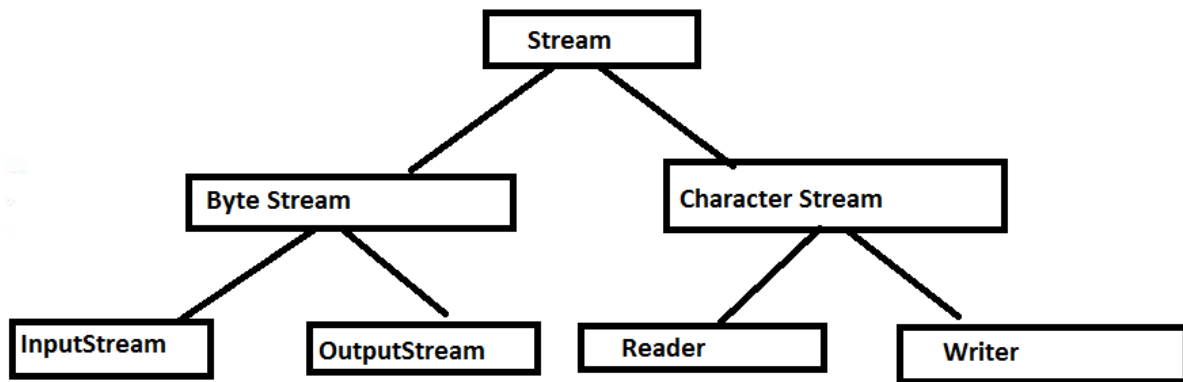 Stream
Byte Stream
Character Stream
InputStream
OutputStream
Reader
Writer